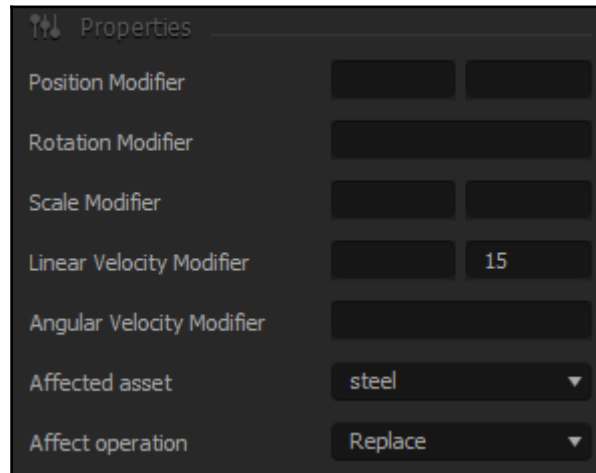 Properties
Position Modifier
Rotation Modifier
Scale Modifier
Linear Velocity Modifier 15
Angular Velocity Modifier
Affected asset steel
Affect operation Replace